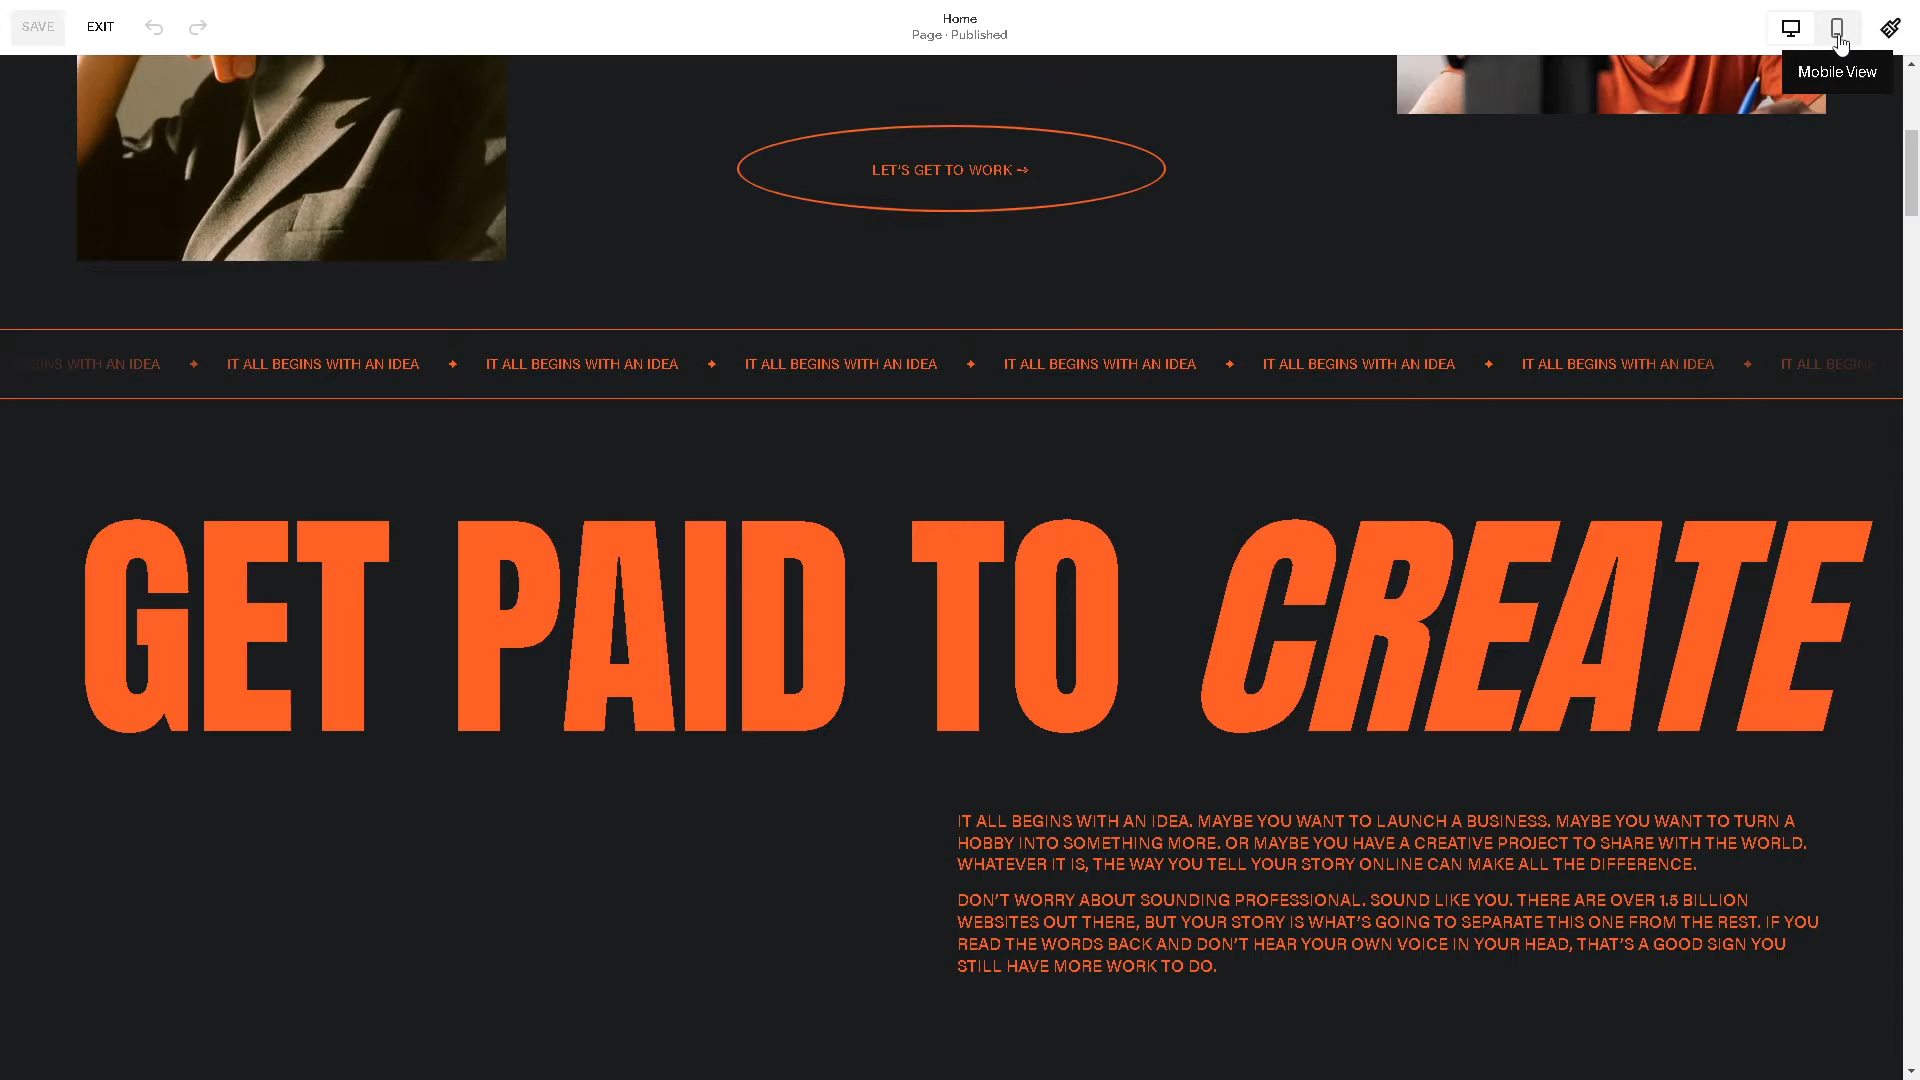 SAVE
EXIT
Home
Page · Published
Mobile View
LET'S GET TO WORK →
WITH AN IDEA ✦ IT ALL BEGINS WITH AN IDEA ✦ IT ALL BEGINS WITH AN IDEA ✦ IT ALL BEGINS WITH AN IDEA ✦ IT ALL BEGINS WITH AN IDEA ✦ IT ALL BEGINS WITH AN IDEA ✦ IT ALL BEGINS WITH AN IDEA ✦ IT ALL
GET PAID TO CREATE
IT ALL BEGINS WITH AN IDEA. MAYBE YOU WANT TO LAUNCH A BUSINESS. MAYBE YOU WANT TO TURN A
HOBBY INTO SOMETHING MORE. OR MAYBE YOU HAVE A CREATIVE PROJECT TO SHARE WITH THE WORLD.
WHATEVER IT IS, THE WAY YOU TELL YOUR STORY ONLINE CAN MAKE ALL THE DIFFERENCE.
DON'T WORRY ABOUT SOUNDING PROFESSIONAL. SOUND LIKE YOU. THERE ARE OVER 1.5 BILLION
WEBSITES OUT THERE, BUT YOUR STORY IS WHAT'S GOING TO SEPARATE THIS ONE FROM THE REST. IF YOU
READ THE WORDS BACK AND DON'T HEAR YOUR OWN VOICE IN YOUR HEAD, THAT'S A GOOD SIGN YOU
STILL HAVE MORE WORK TO DO.